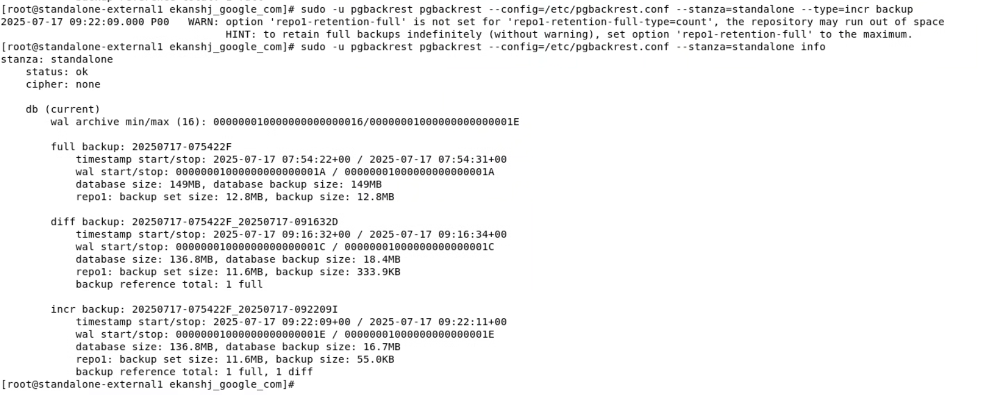 [root@standalone-external1 ekanshj_google_com]# sudo -u pgbackrest pgbackrest --config=/etc/pgbackrest.conf --stanza=standalone --type=incr backup
2025-07-17 09:22:09.000 P00   WARN: option 'repo1-retention-full' is not set for 'repo1-retention-full-type=count', the repository may run out of space
                                    HINT: to retain full backups indefinitely (without warning), set option 'repo1-retention-full' to the maximum.
[root@standalone-external1 ekanshj_google_com]# sudo -u pgbackrest pgbackrest --config=/etc/pgbackrest.conf --stanza=standalone info
stanza: standalone
    status: ok
    cipher: none

    db (current)
        wal archive min/max (16): 000000010000000000000016/00000001000000000000001E

        full backup: 20250717-075422F
            timestamp start/stop: 2025-07-17 07:54:22+00 / 2025-07-17 07:54:31+00
            wal start/stop: 00000001000000000000001A / 00000001000000000000001A
            database size: 149MB, database backup size: 149MB
            repo1: backup set size: 12.8MB, backup size: 12.8MB

        diff backup: 20250717-075422F_20250717-091632D
            timestamp start/stop: 2025-07-17 09:16:32+00 / 2025-07-17 09:16:34+00
            wal start/stop: 00000001000000000000001C / 00000001000000000000001C
            database size: 136.8MB, database backup size: 18.4MB
            repo1: backup set size: 11.6MB, backup size: 333.9KB
            backup reference total: 1 full

        incr backup: 20250717-075422F_20250717-092209I
            timestamp start/stop: 2025-07-17 09:22:09+00 / 2025-07-17 09:22:11+00
            wal start/stop: 00000001000000000000001E / 00000001000000000000001E
            database size: 136.8MB, database backup size: 16.7MB
            repo1: backup set size: 11.6MB, backup size: 55.0KB
            backup reference total: 1 full, 1 diff
[root@standalone-external1 ekanshj_google_com]#